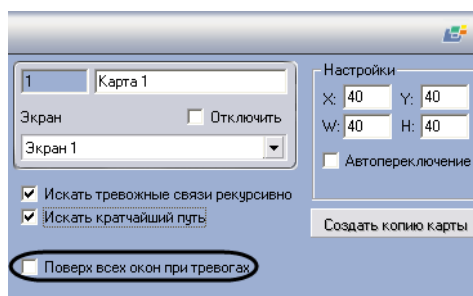 1 Карта 1
Экран Отключить
Экран 1
Искать тревожные связи рекурсивно
Искать кратчайший путь
Поверх всех окон при тревогах
Настройки
X: 40 Y: 40
W: 40 H: 40
Автопереключение
Создать копию карты